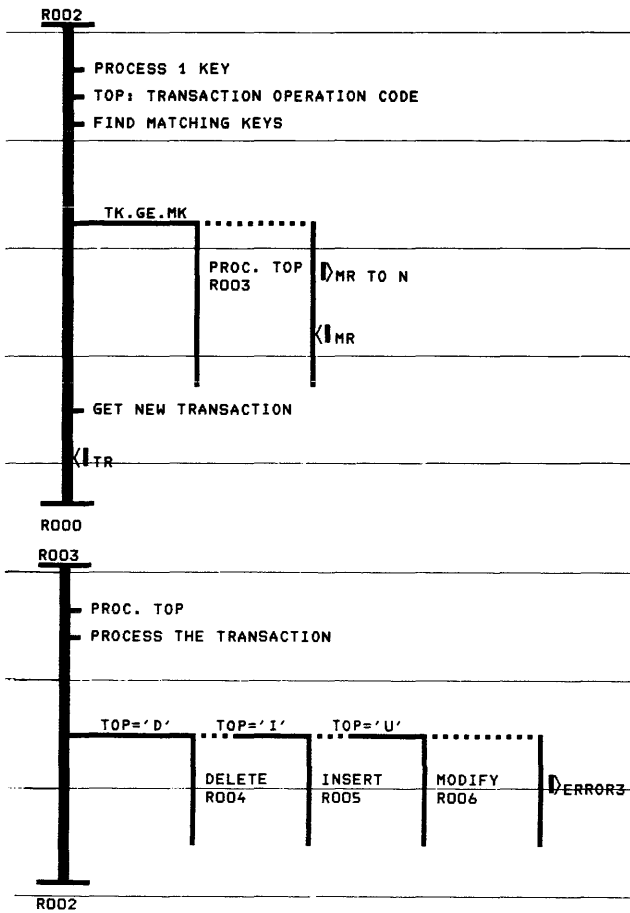 R002
PROCESS 1 KEY
TOP: TRANSACTION OPERATION CODE
FIND MATCHING KEYS
TK.GE.MK
PROC. TOP
R003
MR TO N
MR
GET NEW TRANSACTION
TR
R000
R003
PROC. TOP
PROCESS THE TRANSACTION
TOP='D' TOP='I' TOP='U'
DELETE INSERT MODIFY
R004 R005 R006
ERROR3
R002